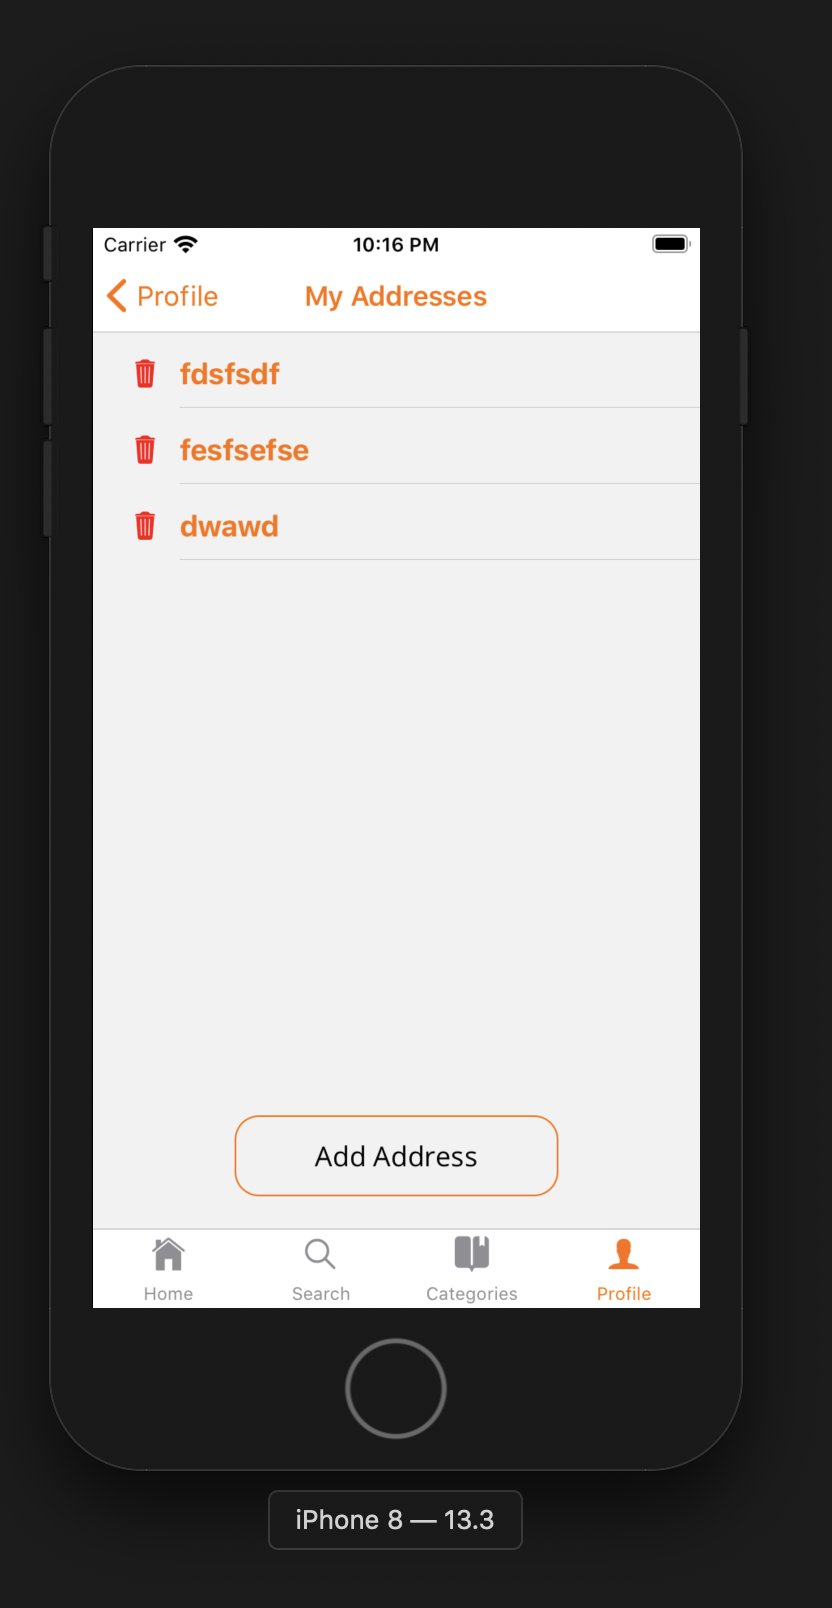 Carrier 10:16 PM
Profile My Addresses
fdsfsdf
fesfsefse
dwawd
Add Address
Home Search Categories Profile
iPhone 8 — 13.3